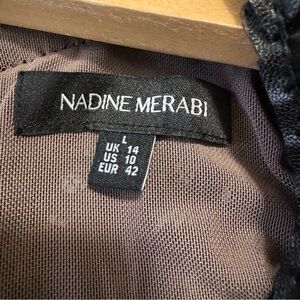 NADINE MERABI
L
UK 14
US 10
EUR 42